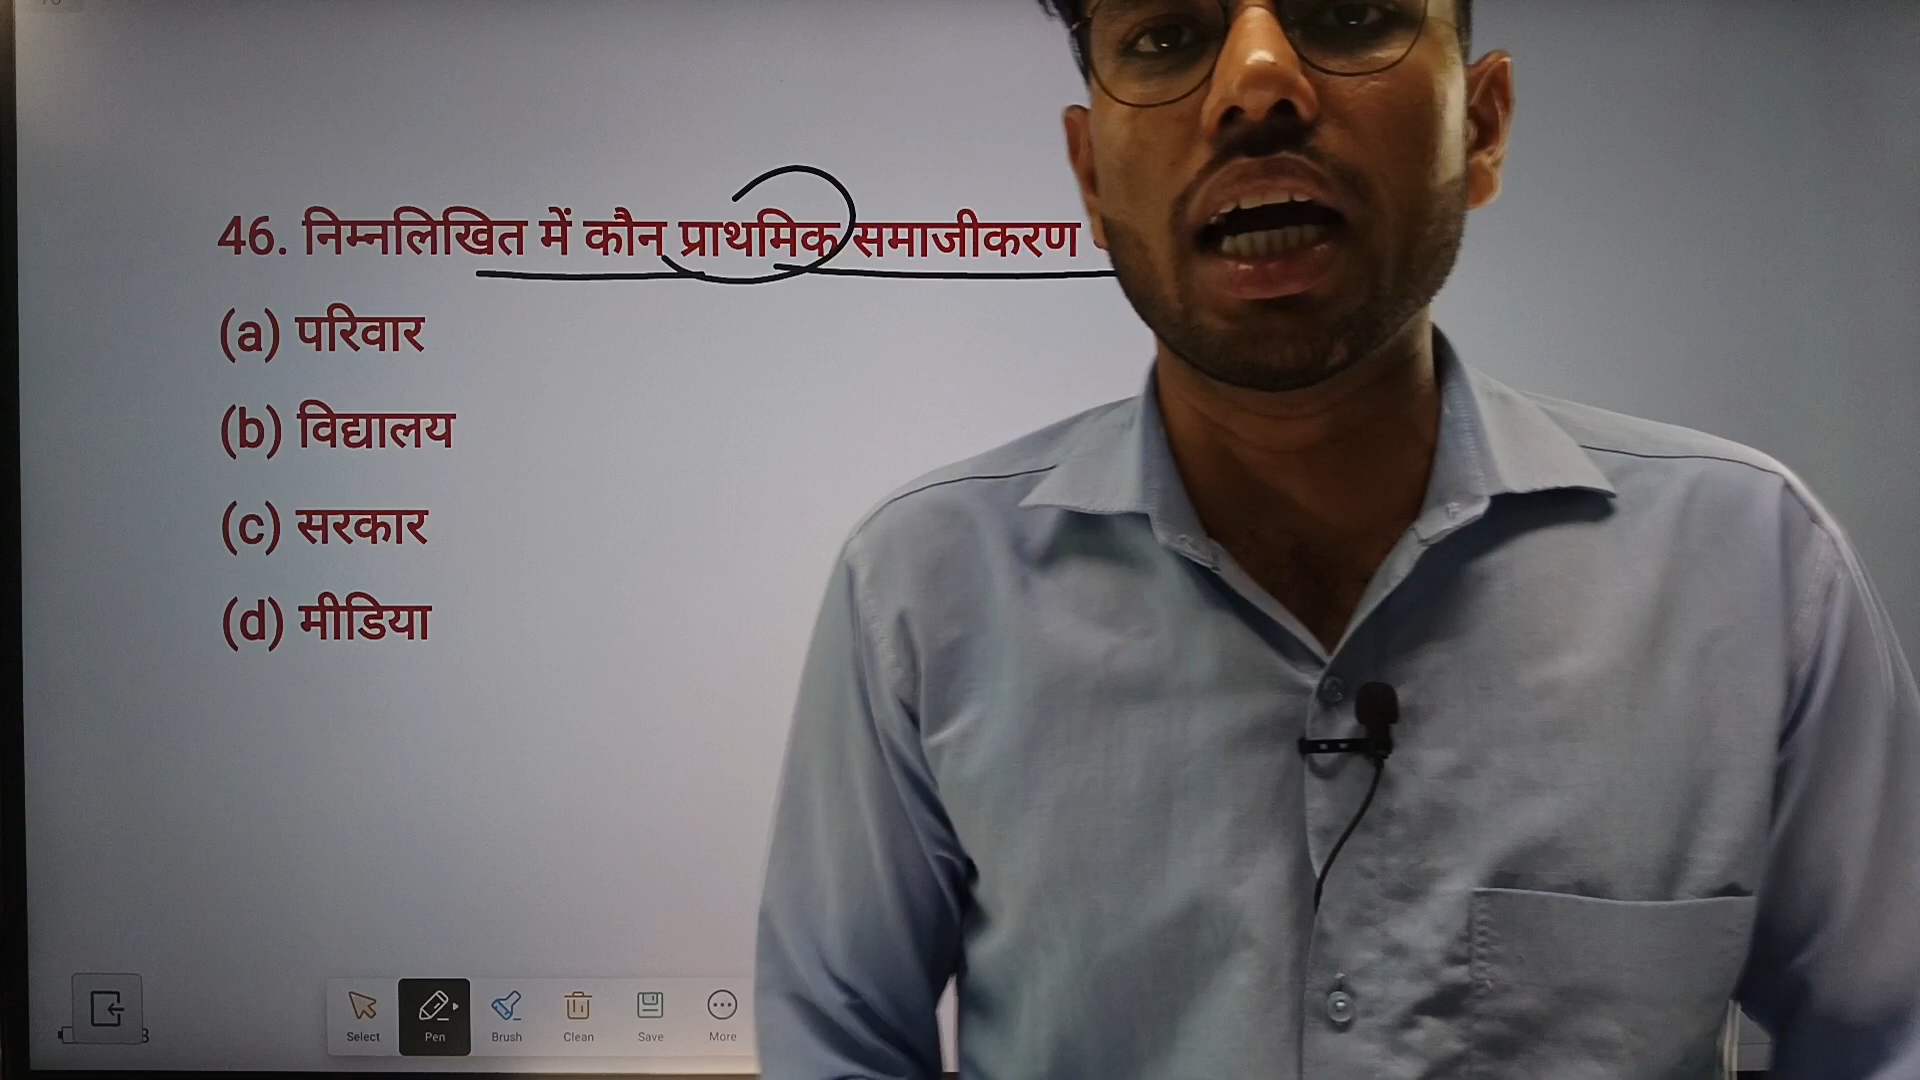 46. निम्नलिखित में कौन प्राथमिक समाजीकरण
(a) परिवार
(b) विद्यालय
(c) सरकार
(d) मीडिया
Select Pen Brush Clean Save More